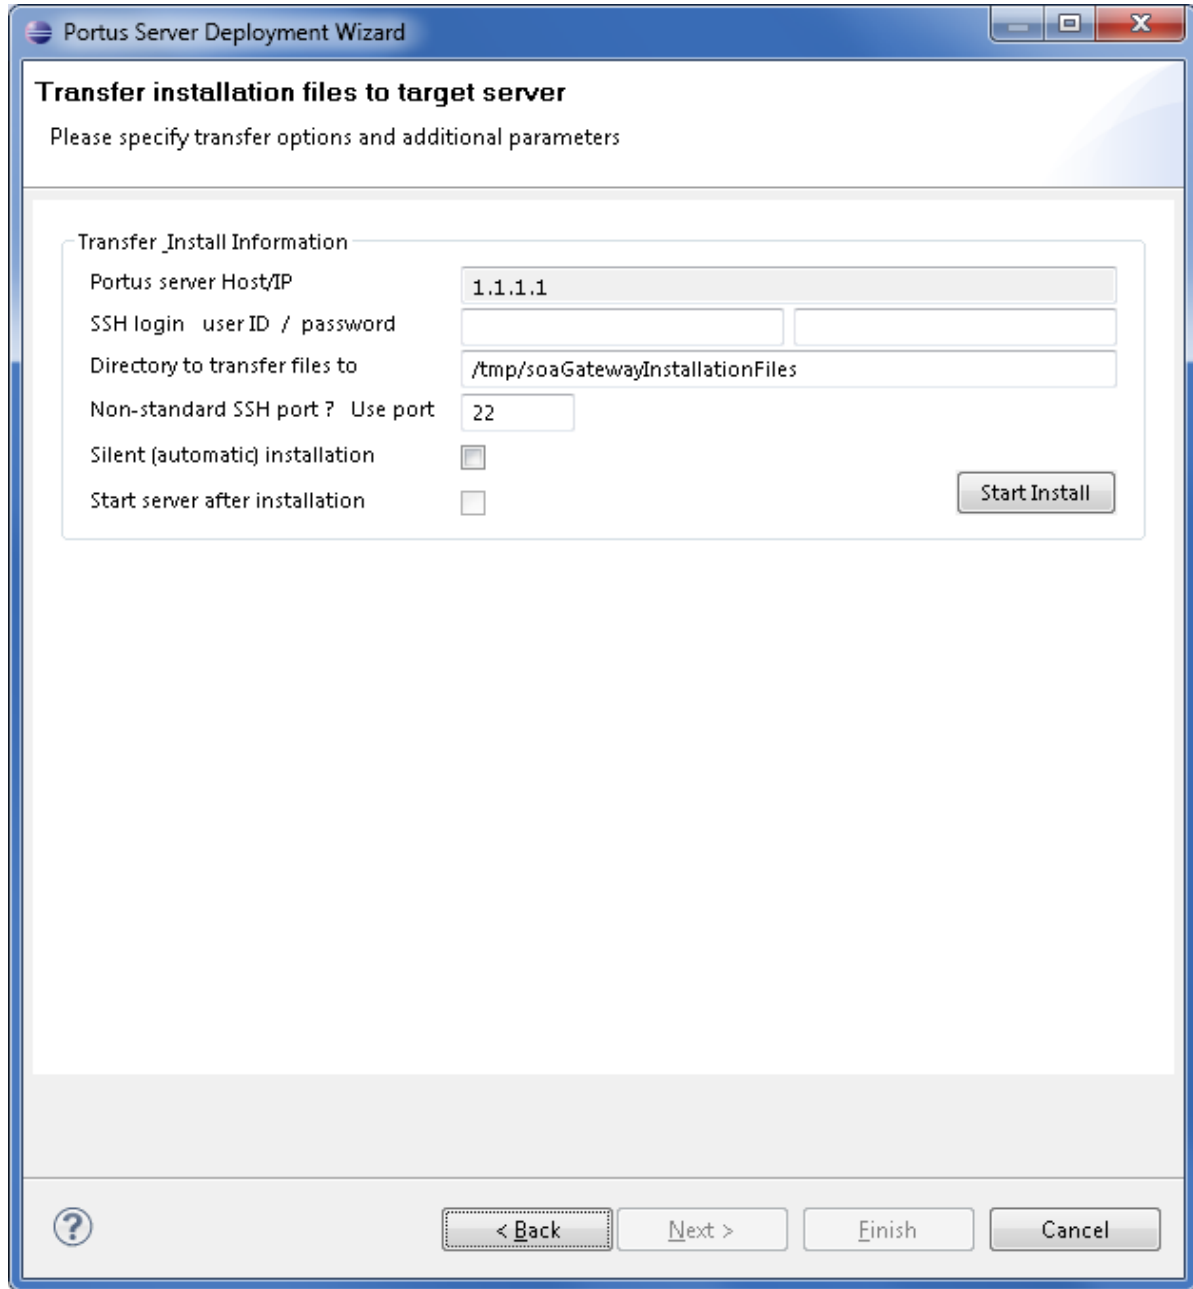 Portus Server Deployment Wizard
Transfer installation files to target server
Please specify transfer options and additional parameters
Transfer _Install Information
Portus server Host/IP 1.1.1.1
SSH login user ID / password
Directory to transfer files to /tmp/soaGatewayInstallationFiles
Non-standard SSH port ? Use port 22
Silent (automatic) installation
Start server after installation
Start Install
? < Back Next > Finish Cancel